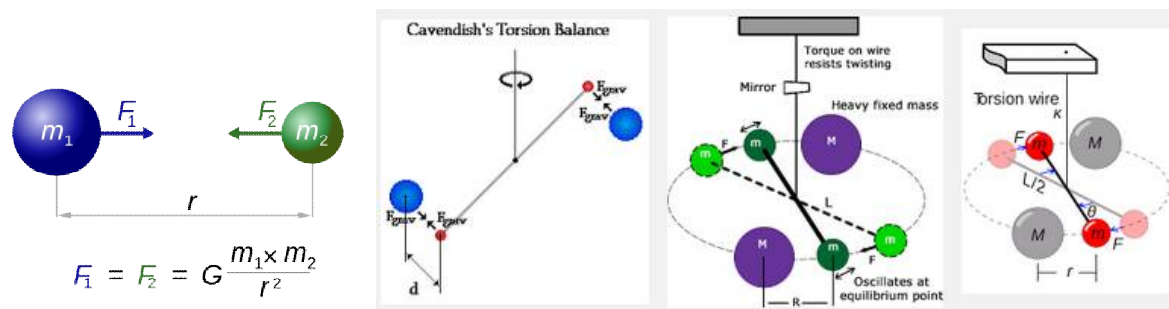 m1
F1
F2
m2
r
F1 = F2 = G m1 × m2
r2
Cavendish's Torsion Balance
Fgrav
Fgrav
Fgrav
Fgrav
d
Torque on wire
resists twisting
Mirror
Heavy fixed mass
m
F
m
M
L
M
m
m
F
Oscillates at
equilibrium point
R
Torsion wire
κ
F
m
M
L/2
θ
M
m
F
r